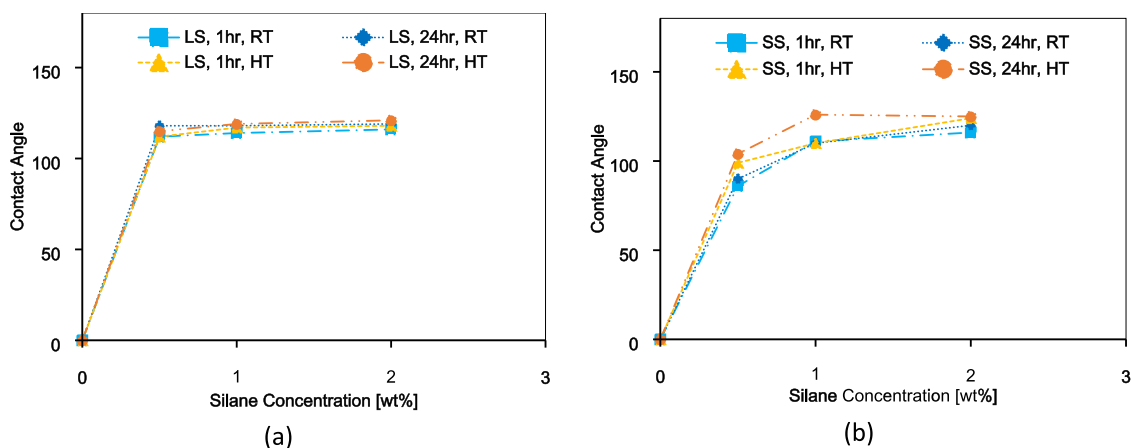 LS, 1hr, RT
LS, 24hr, RT
LS, 1hr, HT
LS, 24hr, HT
150
100
50
0
Contact Angle
0
1
2
3
Silane Concentration [wt%]
(a)
SS, 1hr, RT
SS, 24hr, RT
SS, 1hr, HT
SS, 24hr, HT
150
100
50
0
Contact Angle
0
1
2
3
Silane Concentration [wt%]
(b)